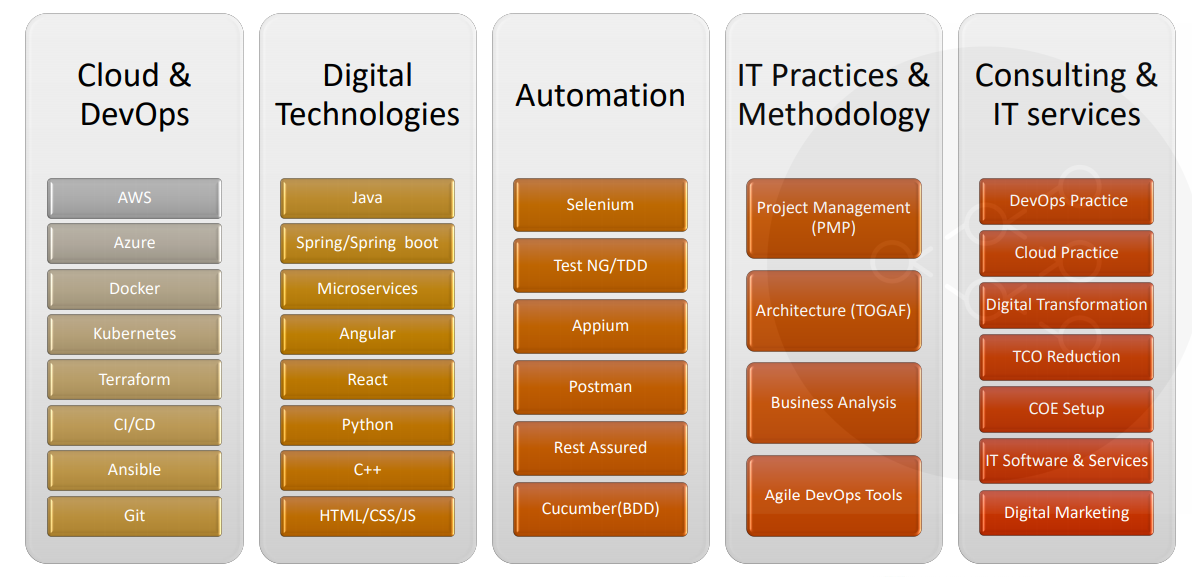 Cloud &
DevOps
AWS
Azure
Docker
Kubernetes
Terraform
CI/CD
Ansible
Git
Digital
Technologies
Java
Spring/Spring boot
Microservices
Angular
React
Python
C++
HTML/CSS/JS
Automation
Selenium
Test NG/TDD
Appium
Postman
Rest Assured
Cucumber(BDD)
IT Practices &
Methodology
Project Management
(PMP)
Architecture (TOGAF)
Business Analysis
Agile DevOps Tools
Consulting &
IT services
DevOps Practice
Cloud Practice
Digital Transformation
TCO Reduction
COE Setup
IT Software & Services
Digital Marketing